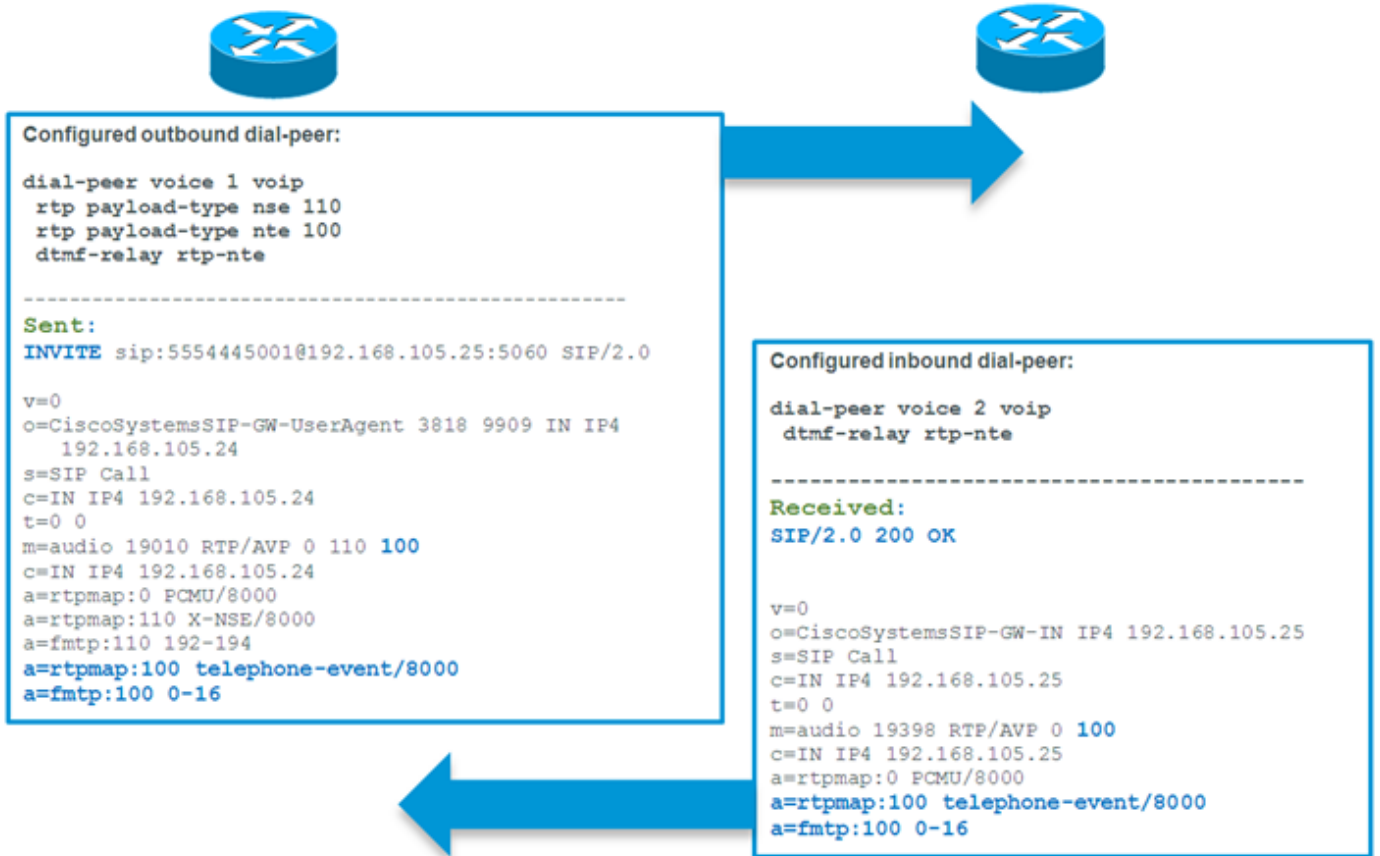 Configured outbound dial-peer:
dial-peer voice 1 voip
rtp payload-type nse 110
rtp payload-type nte 100
dtmf-relay rtp-nte
-----------------------------------------------------
Sent:
INVITE sip:5554445001@192.168.105.25:5060 SIP/2.0
v=0
o=CiscoSystemsSIP-GW-UserAgent 3818 9909 IN IP4
192.168.105.24
s=SIP Call
c=IN IP4 192.168.105.24
t=0 0
m=audio 19010 RTP/AVP 0 110 100
c=IN IP4 192.168.105.24
a=rtpmap:0 PCMU/8000
a=rtpmap:110 X-NSE/8000
a=fmtp:110 192-194
a=rtpmap:100 telephone-event/8000
a=fmtp:100 0-16
Configured inbound dial-peer:
dial-peer voice 2 voip
dtmf-relay rtp-nte
-----------------------------------------
Received:
SIP/2.0 200 OK
v=0
o=CiscoSystemsSIP-GW-IN IP4 192.168.105.25
s=SIP Call
c=IN IP4 192.168.105.25
t=0 0
m=audio 19398 RTP/AVP 0 100
c=IN IP4 192.168.105.25
a=rtpmap:0 PCMU/8000
a=rtpmap:100 telephone-event/8000
a=fmtp:100 0-16